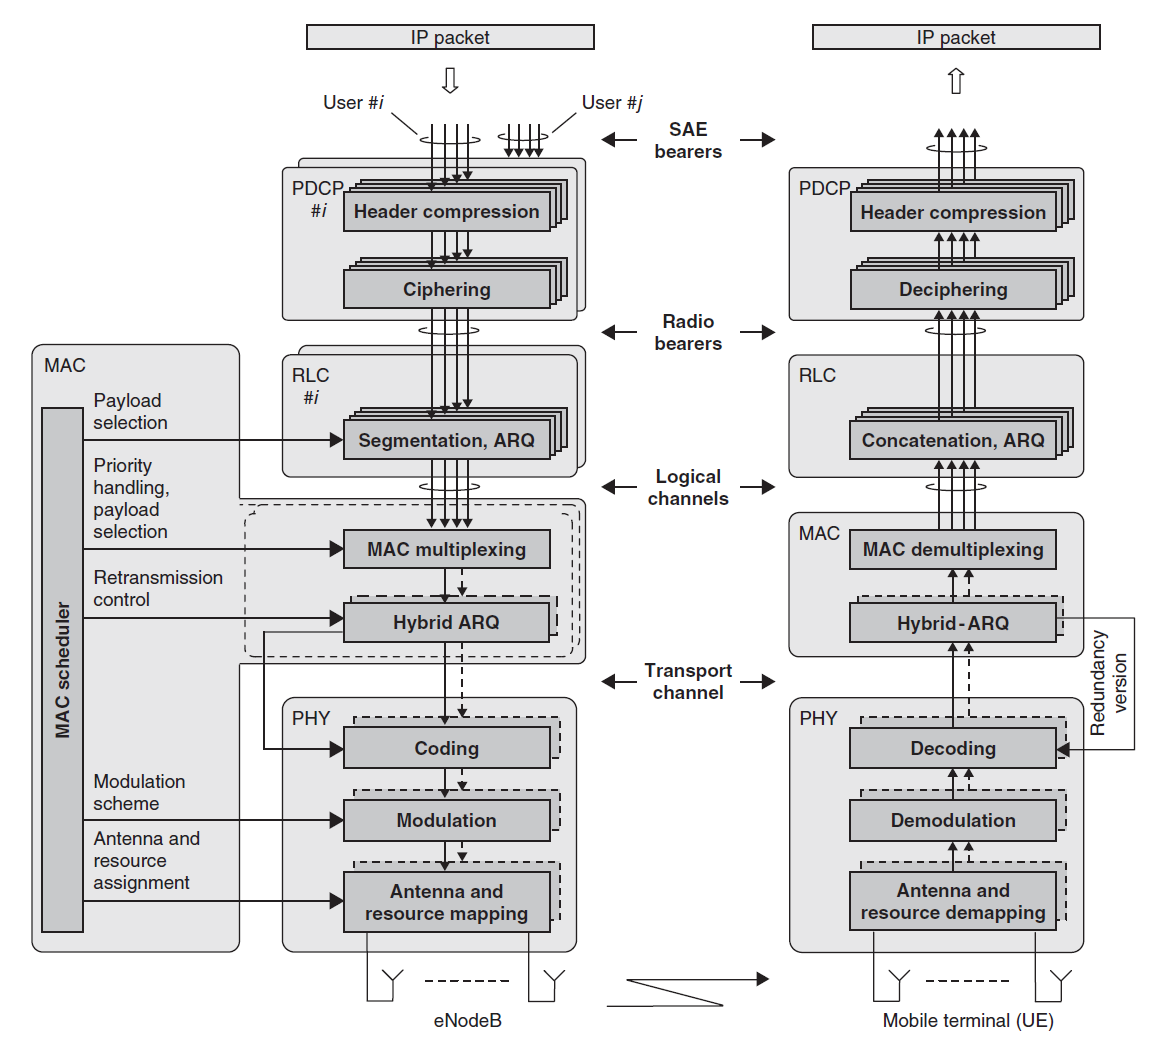 IP packet
IP packet
User #i
User #j
SAE
bearers
PDCP
#i
Header compression
Ciphering
PDCP
Header compression
Deciphering
Radio
bearers
MAC
Payload
selection
Priority
handling,
payload
selection
Retransmission
control
MAC scheduler
Modulation
scheme
Antenna and
resource
assignment
RLC
#i
Segmentation, ARQ
RLC
Concatenation, ARQ
Logical
channels
MAC multiplexing
Hybrid ARQ
MAC
MAC demultiplexing
Hybrid-ARQ
Redundancy
version
Transport
channel
PHY
Coding
Modulation
Antenna and
resource mapping
PHY
Decoding
Demodulation
Antenna and
resource demapping
eNodeB
Mobile terminal (UE)